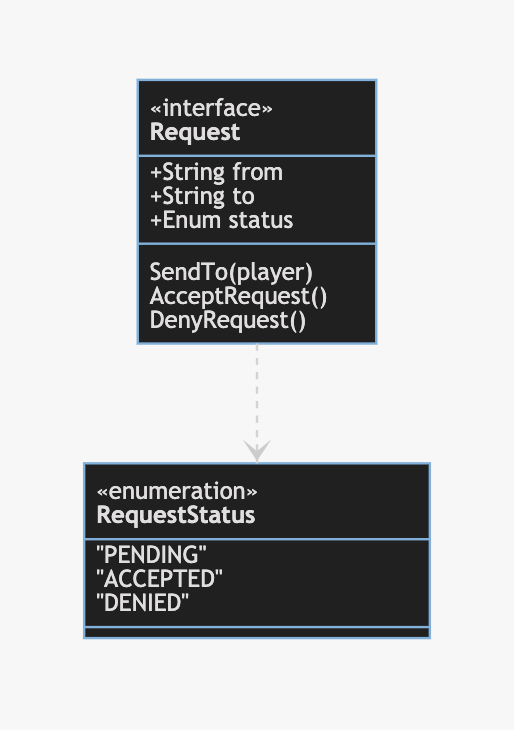 «interface»
Request
+String from
+String to
+Enum status
SendTo(player)
AcceptRequest()
DenyRequest()
«enumeration»
RequestStatus
"PENDING"
"ACCEPTED"
"DENIED"